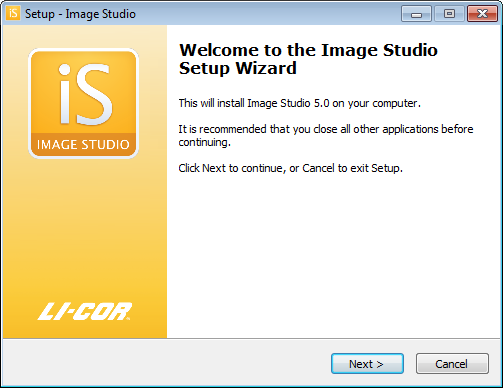 iS Setup - Image Studio
iS
IMAGE STUDIO
Welcome to the Image Studio
Setup Wizard
This will install Image Studio 5.0 on your computer.
It is recommended that you close all other applications before
continuing.
Click Next to continue, or Cancel to exit Setup.
LI-COR
Next >
Cancel